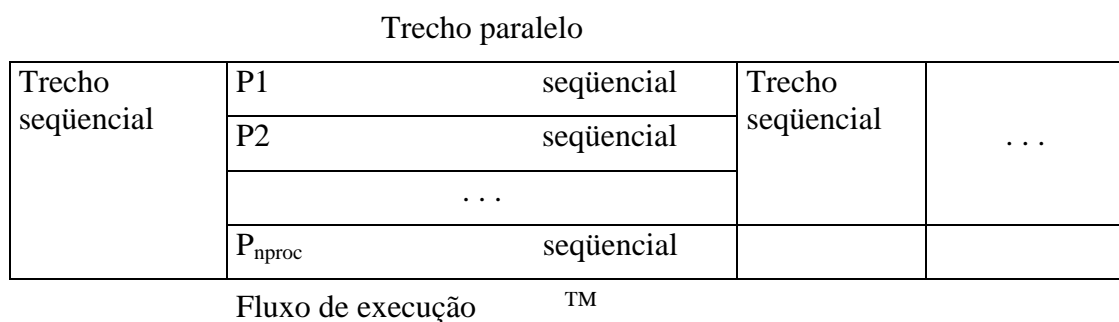 Trecho paralelo
Trecho P1 seqüencial Trecho
seqüencial P2 seqüencial seqüencial . . .
. . .
Pnproc seqüencial
Fluxo de execução TM